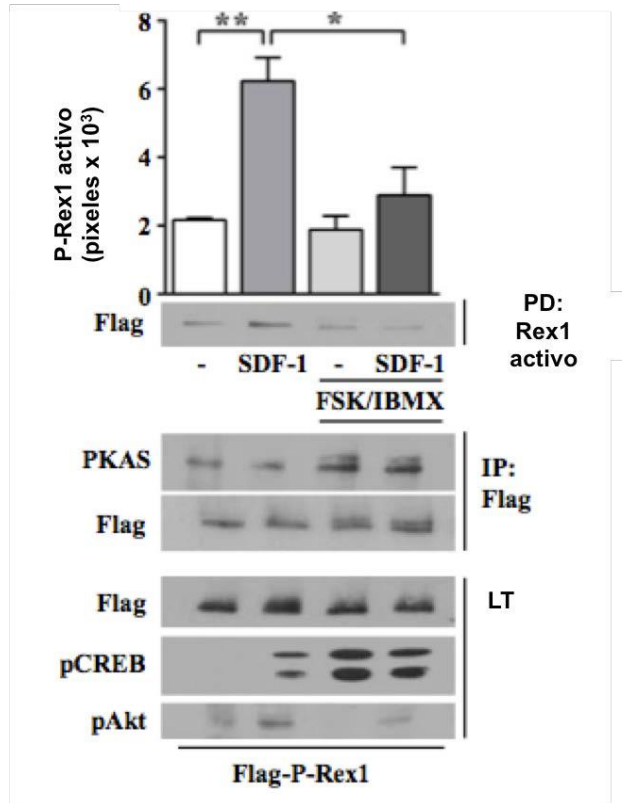 ** *
8
6
4
2
0
P-Rex1 activo
(pixeles x 10³)
Flag
PD:
Rex1
activo
- SDF-1 - SDF-1
FSK/IBMX
PKAS
IP:
Flag
Flag
Flag
LT
pCREB
pAkt
Flag-P-Rex1